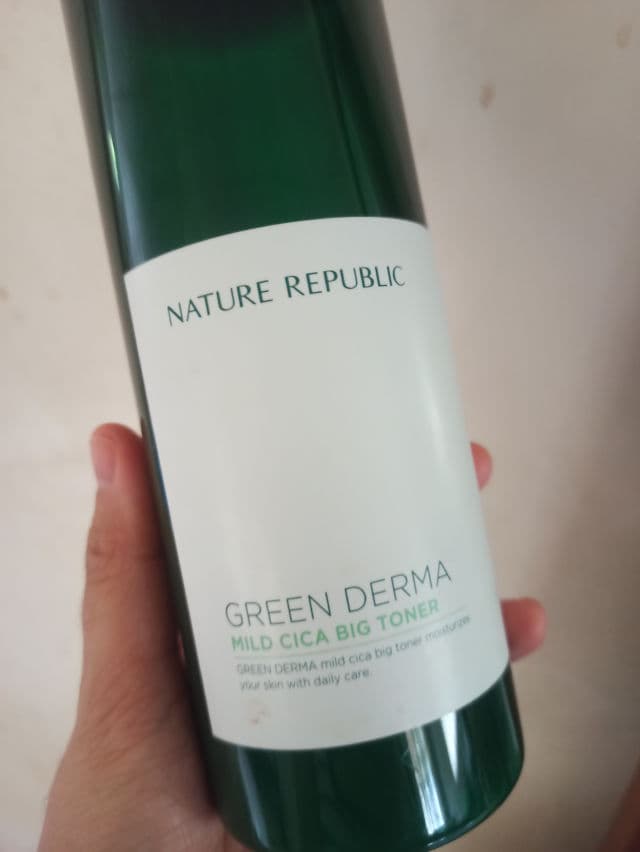 NATURE REPUBLIC
GREEN DERMA
MILD CICA BIG TONER
GREEN DERMA mild cica big toner moisturizes
your skin with daily care.